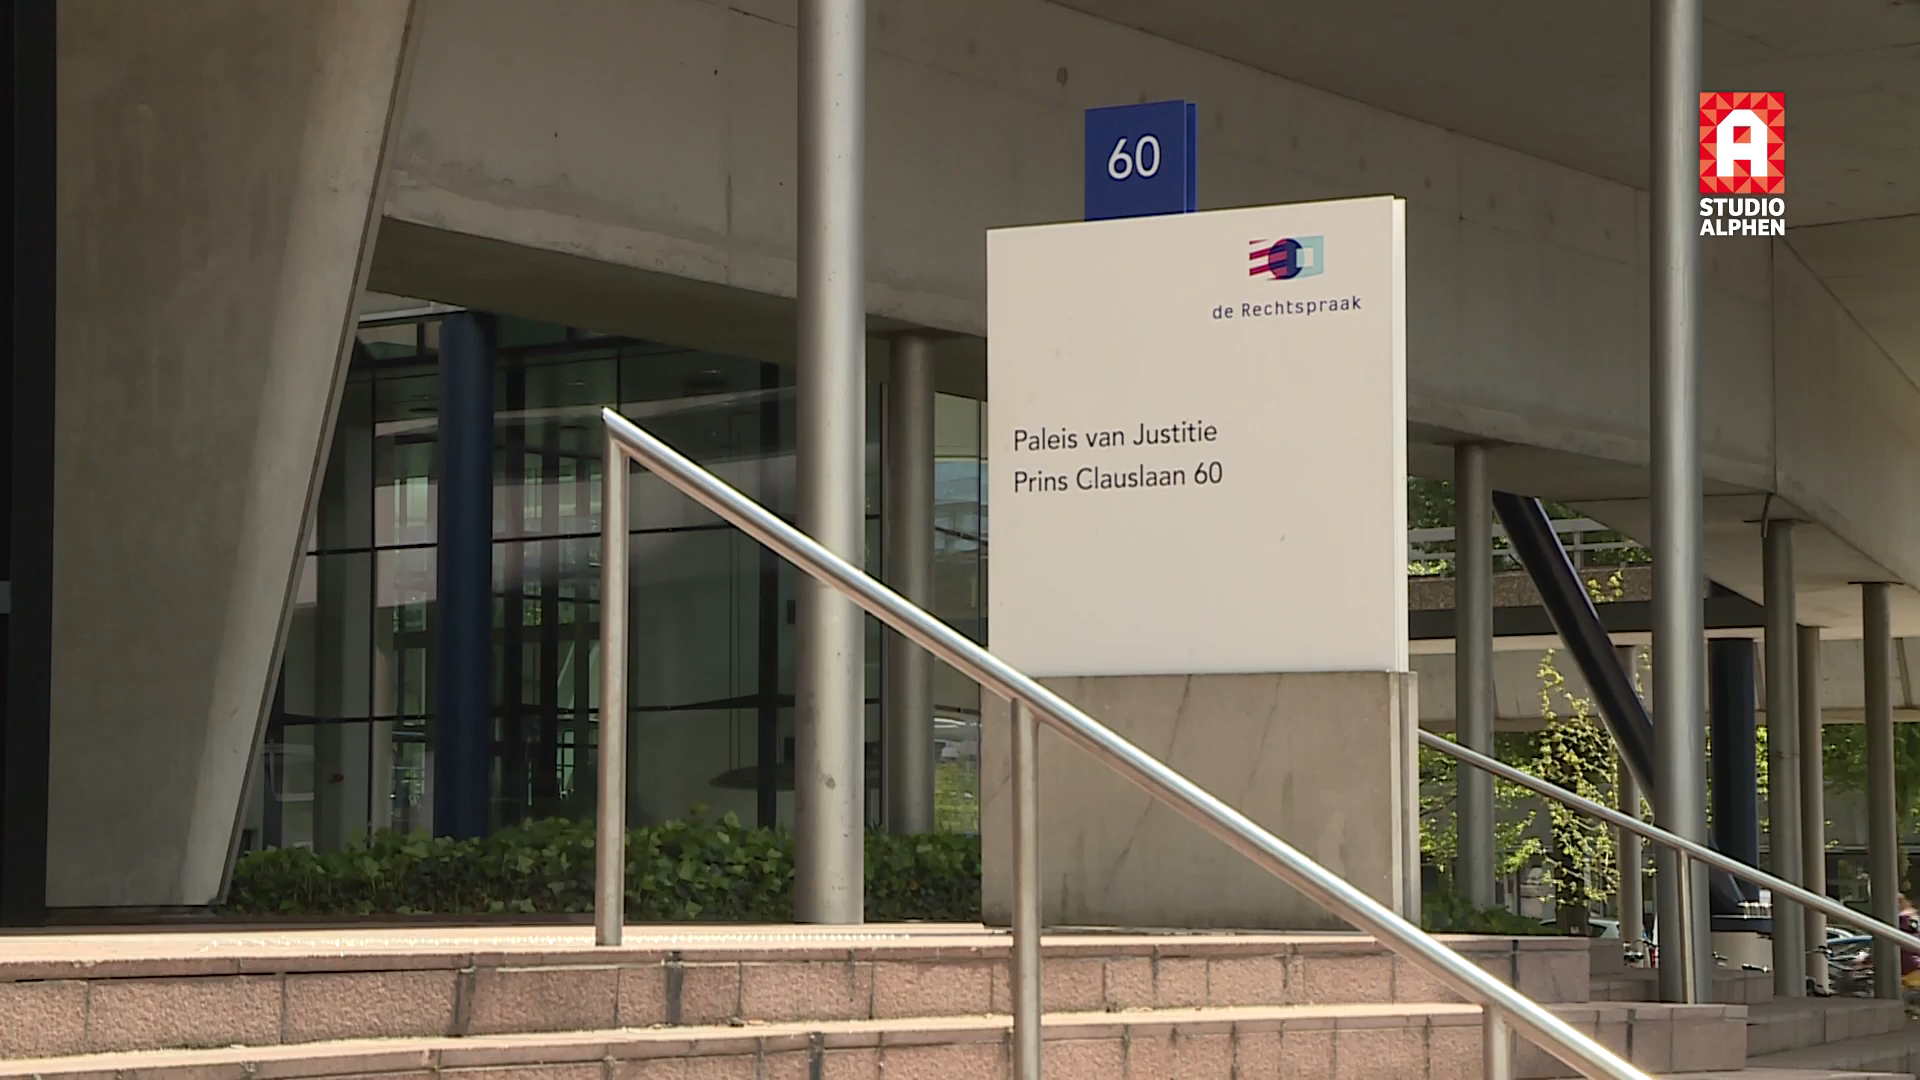 60
de Rechtspraak
Paleis van Justitie
Prins Clauslaan 60
STUDIO
ALPHEN